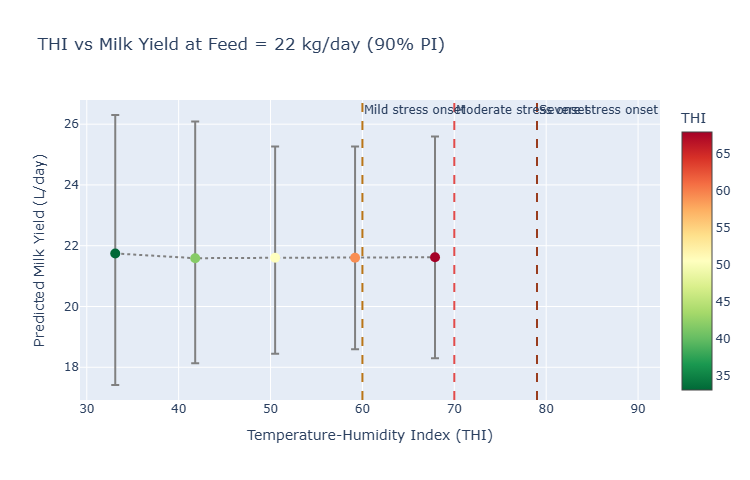 THI vs Milk Yield at Feed = 22 kg/day (90% PI)
Mild stress onset
Moderate stress onset
Severe stress onset
THI
26
24
22
20
18
Predicted Milk Yield (L/day)
30 40 50 60 70 80 90
Temperature-Humidity Index (THI)
65
60
55
50
45
40
35